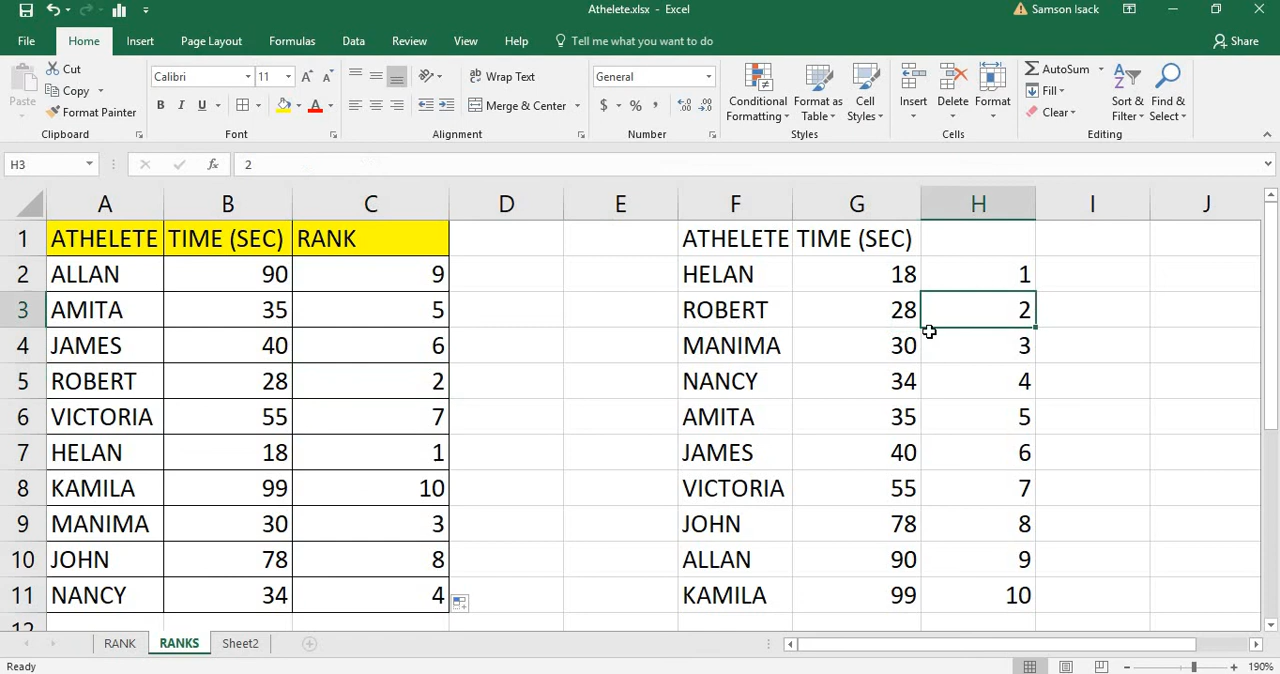 Athelete.xlsx - Excel
Samson Isack
File Home Insert Page Layout Formulas Data Review View Help Tell me what you want to do Share
Paste
Cut
Copy
Format Painter
Clipboard
Calibri 11 A A
B I U A
Font
Wrap Text
Merge & Center
Alignment
General
$ % ,
Number
Conditional Formatting
Format as Table
Cell Styles
Styles
Insert Delete Format
Cells
AutoSum
Fill
Clear
Sort & Filter
Find & Select
Editing
H3 fx 2
A B C D E F G H I J
1 ATHELETE TIME (SEC) RANK ATHELETE TIME (SEC)
2 ALLAN 90 9 HELAN 18 1
3 AMITA 35 5 ROBERT 28 2
4 JAMES 40 6 MANIMA 30 3
5 ROBERT 28 2 NANCY 34 4
6 VICTORIA 55 7 AMITA 35 5
7 HELAN 18 1 JAMES 40 6
8 KAMILA 99 10 VICTORIA 55 7
9 MANIMA 30 3 JOHN 78 8
10 JOHN 78 8 ALLAN 90 9
11 NANCY 34 4 KAMILA 99 10
12
RANK RANKS Sheet2
Ready 190%